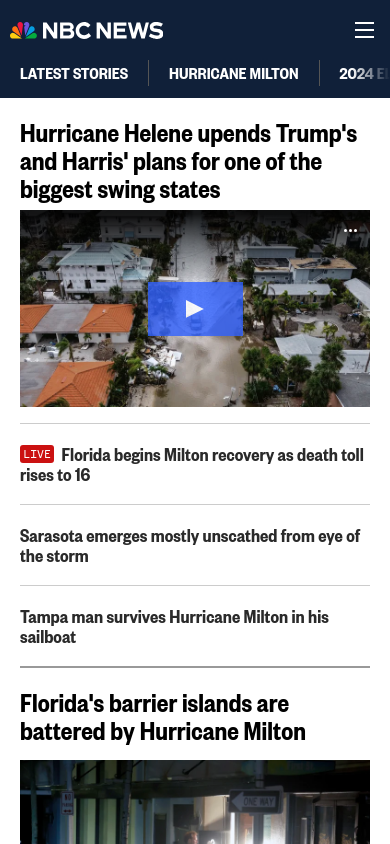 NBC NEWS
LATEST STORIES
HURRICANE MILTON
2024
Hurricane Helene upends Trump's
and Harris' plans for one of the
biggest swing states
LIVE Florida begins Milton recovery as death toll
rises to 16
Sarasota emerges mostly unscathed from eye of
the storm
Tampa man survives Hurricane Milton in his
sailboat
Florida's barrier islands are
battered by Hurricane Milton
ONE WAY